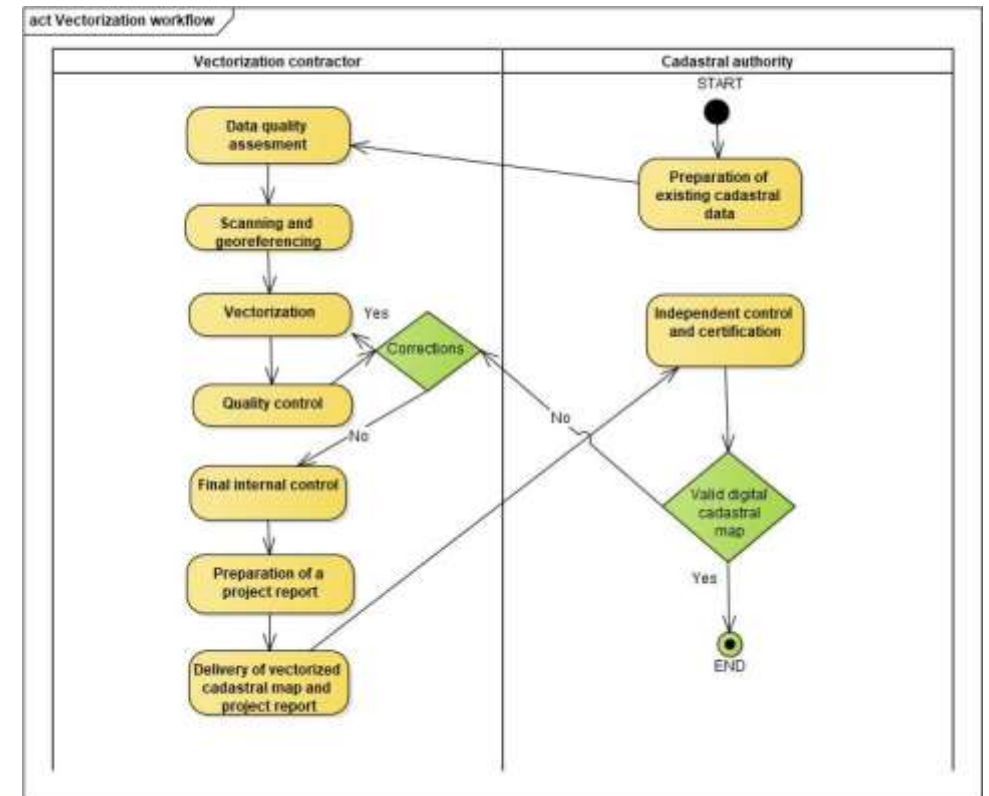 act Vectorization workflow
Vectorization contractor
Cadastral authority
START
Data quality
assesment
Preparation of
existing cadastral
data
Scanning and
georeferencing
Vectorization
Yes
Independent control
and certification
Corrections
Quality control
No
No
Final internal control
Valid digital
cadastral
map
Preparation of a
project report
Yes
END
Delivery of vectorized
cadastral map and
project report